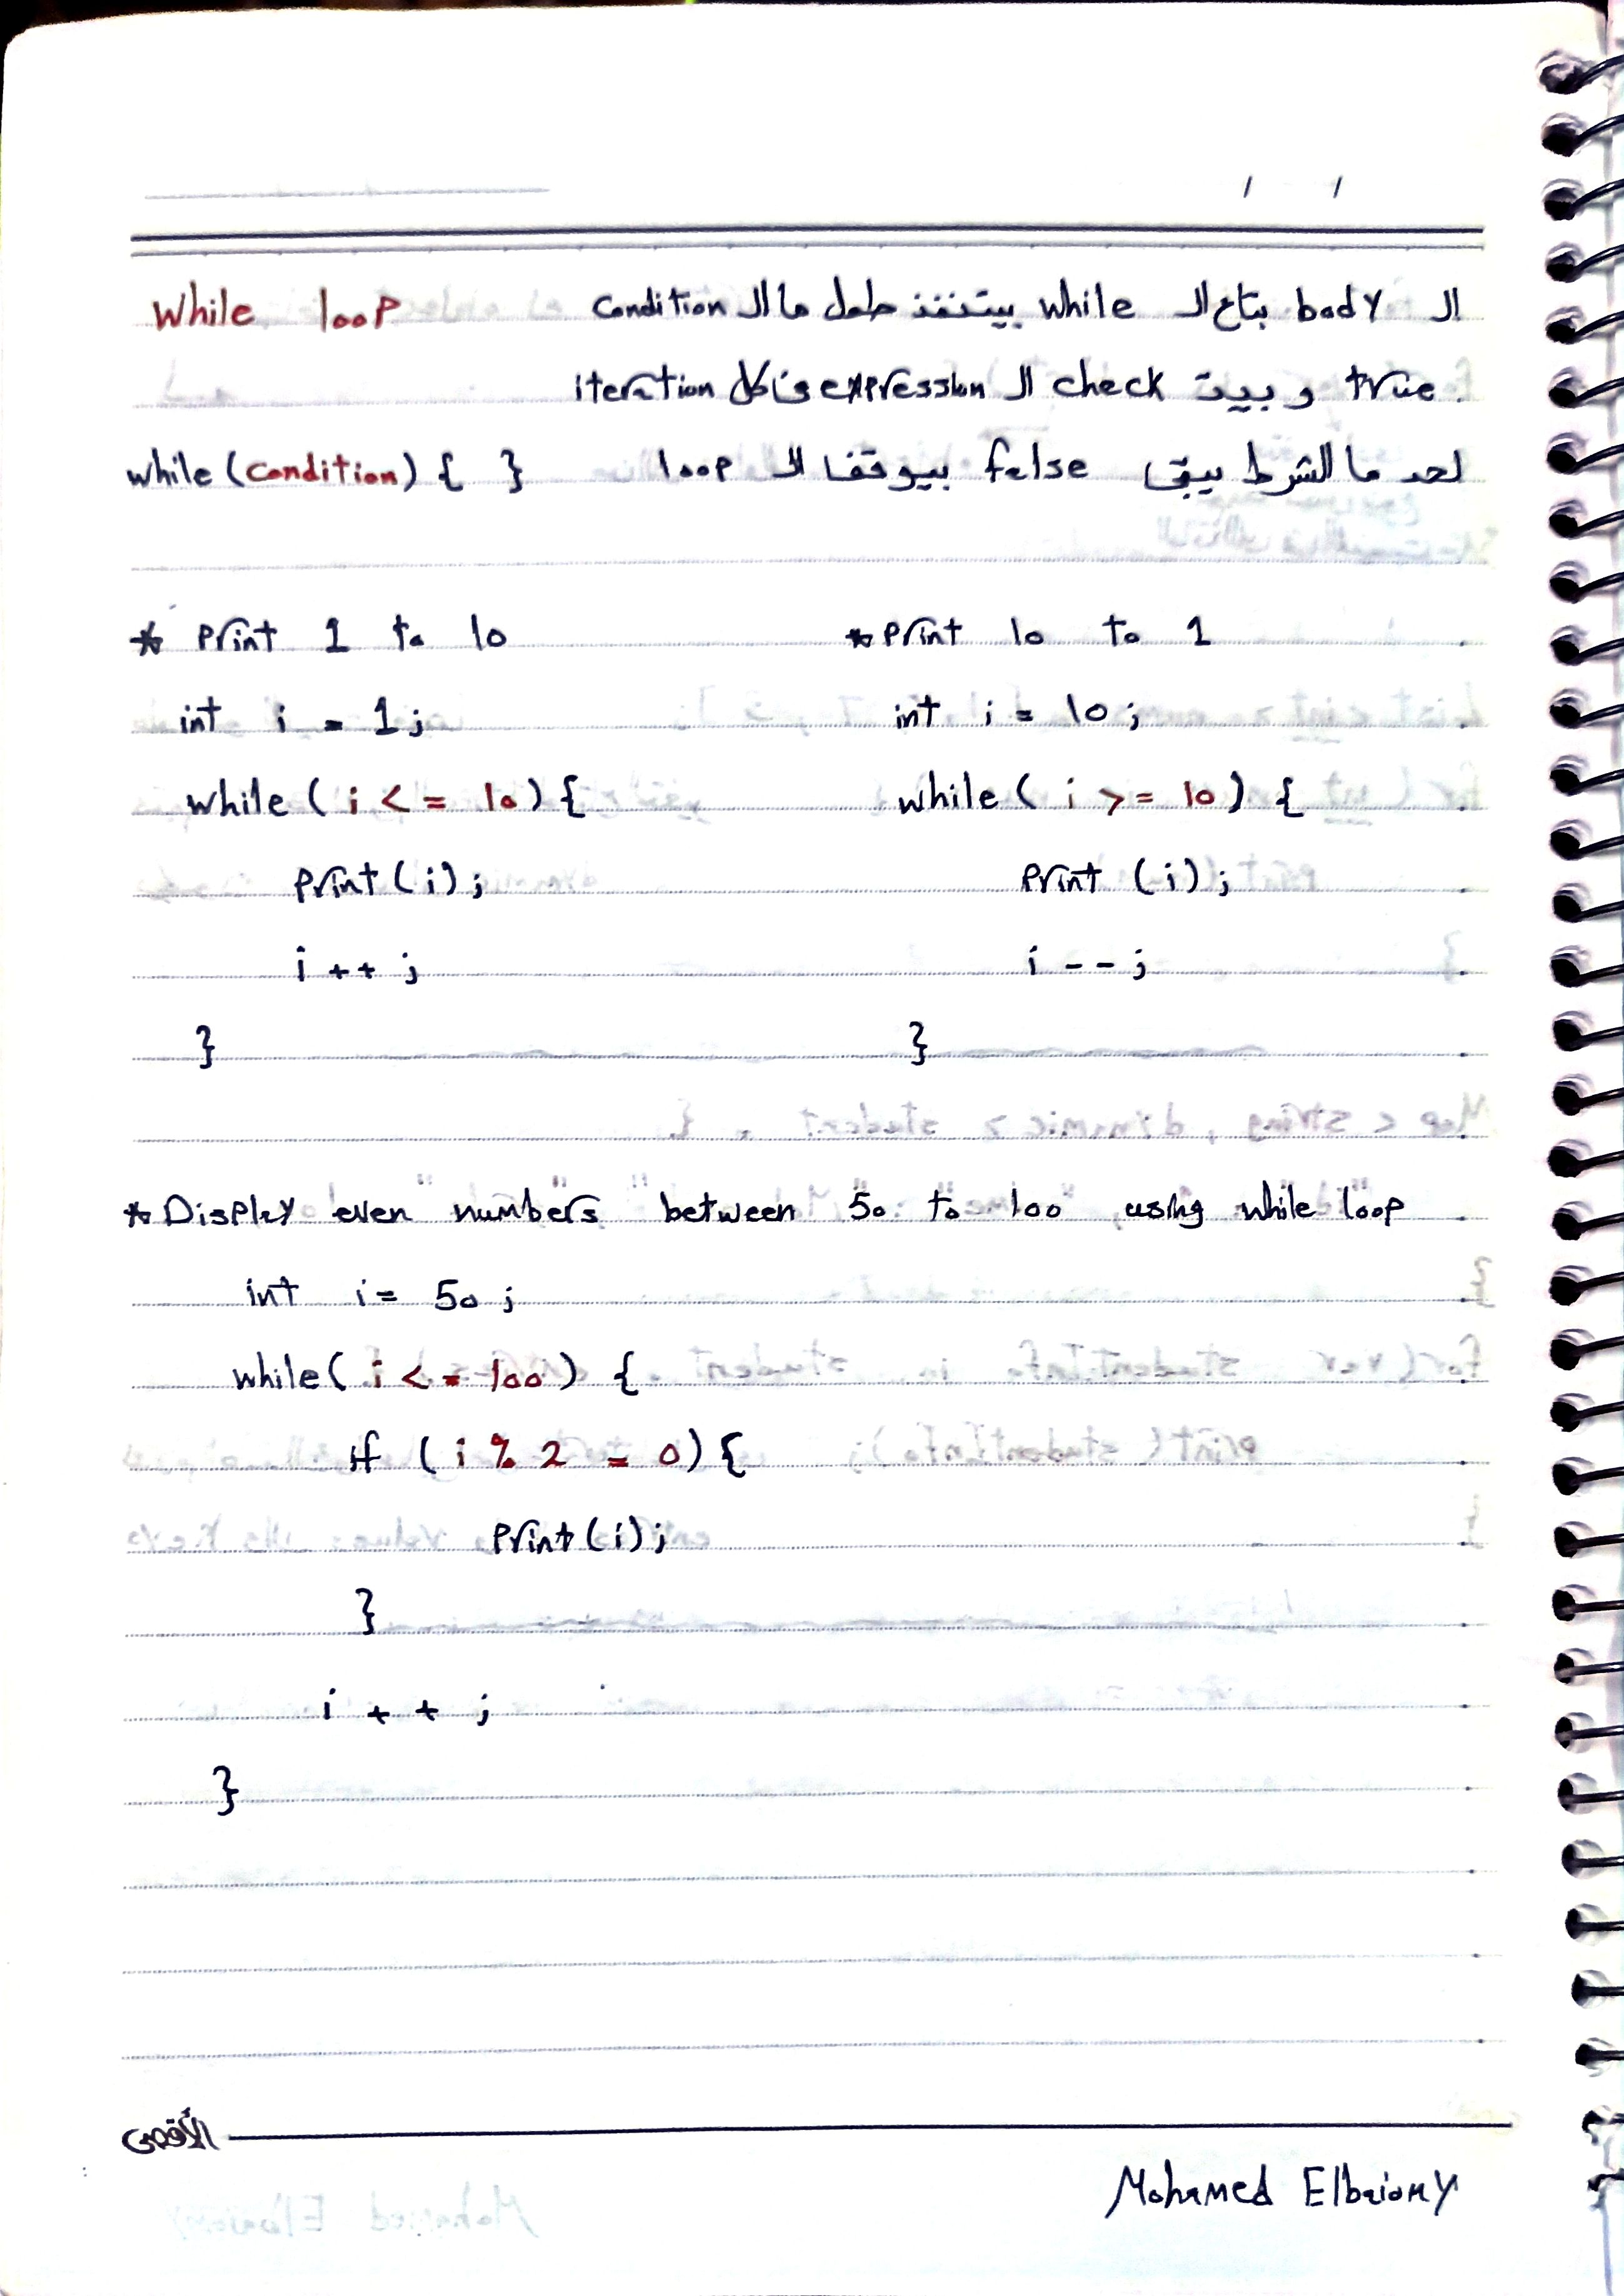 While loop
ال body بتاع ال while بيتنفذ طول ما ال condition
true و بيت check ال expression في كل iteration
while (condition) { }
لحد ما الشرط يبقى false بيوقف ال loop
* Print 1 to 10
int i = 1;
while ( i <= 10) {
print (i) ;
i ++ ;
}
* Print 10 to 1
int i = 10 ;
while ( i >= 10 ) {
print (i) ;
i -- ;
}
* Display even numbers between 50 to 100 using while loop
int i = 50 ;
while( i <= 100) {
if ( i % 2 = 0) {
print (i) ;
}
i + + ;
}
الأقصى
Mohamed Elbaiomy